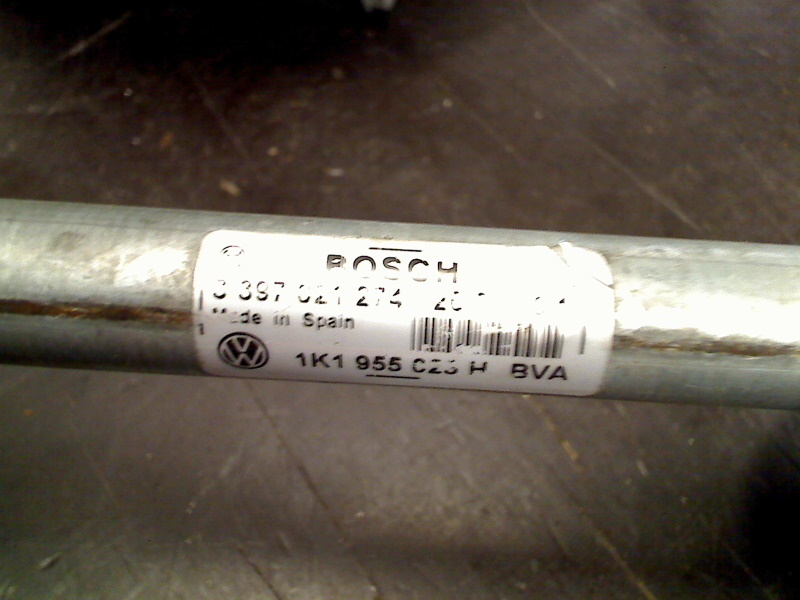 BOSCH
3 397 021 274
Made in Spain
1K1 955 023 H BVA